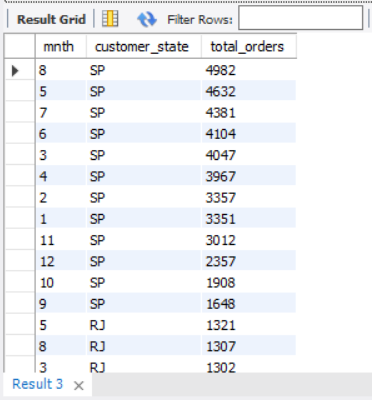 Result Grid Filter Rows:
mnth customer_state total_orders
8 SP 4982
5 SP 4632
7 SP 4381
6 SP 4104
3 SP 4047
4 SP 3967
2 SP 3357
1 SP 3351
11 SP 3012
12 SP 2357
10 SP 1908
9 SP 1648
5 RJ 1321
8 RJ 1307
3 RJ 1302
Result 3 ×